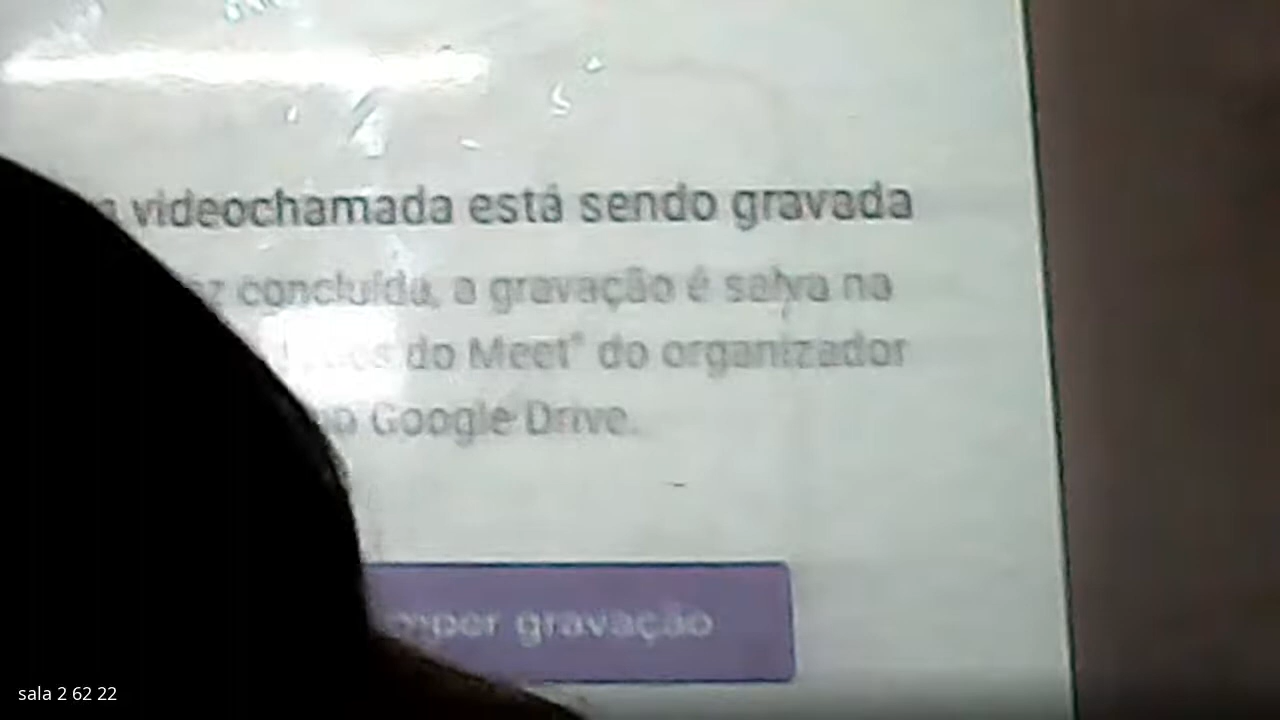 videochamada está sendo gravada
concluída, a gravação é salva na
do Meet" do organizador
Google Drive.
gravação
sala 2 62 22